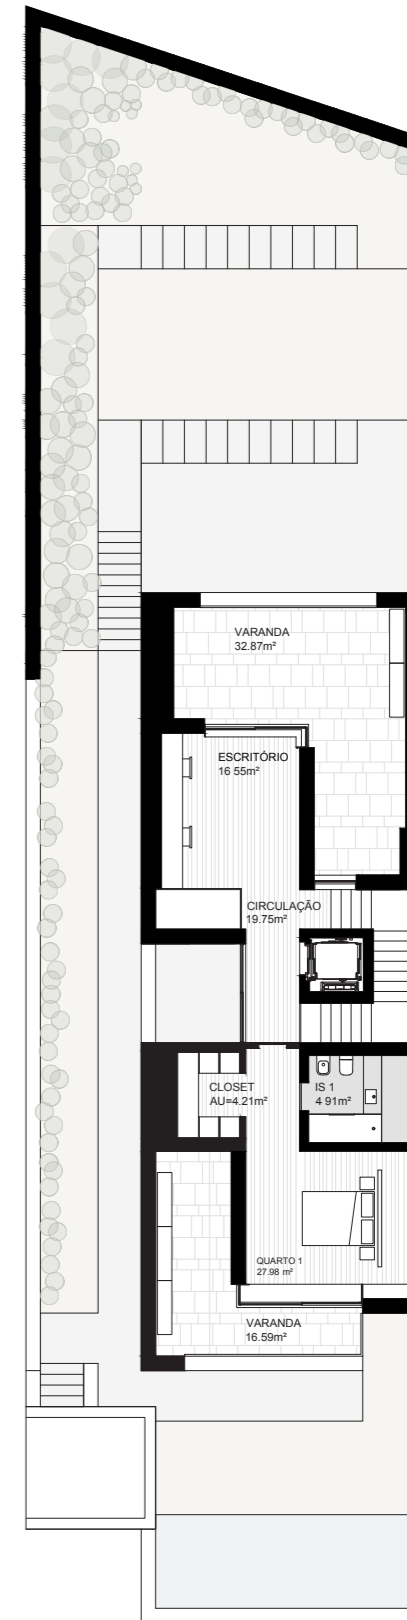 VARANDA
32.87m²
ESCRITÓRIO
16 55m²
CIRCULAÇÃO
19.75m²
CLOSET
AU=4.21m²
IS 1
4 91m²
QUARTO 1
27.98 m²
VARANDA
16.59m²